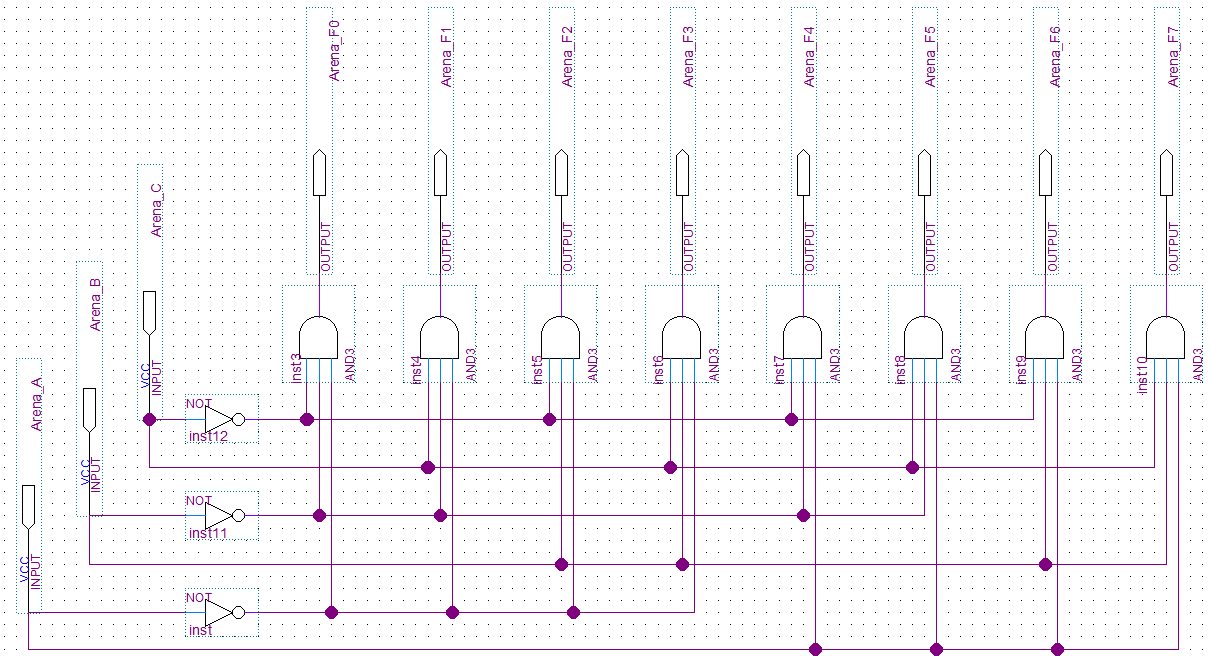 Arena_F0
Arena_F1
Arena_F2
Arena_F3
Arena_F4
Arena_F5
Arena_F6
Arena_F7
OUTPUT
OUTPUT
OUTPUT
OUTPUT
OUTPUT
OUTPUT
OUTPUT
OUTPUT
Arena_C
VCC
INPUT
Arena_B
VCC
INPUT
Arena_A
VCC
INPUT
inst3
AND3
inst4
AND3
inst5
AND3
inst6
AND3
inst7
AND3
inst8
AND3
inst9
AND3
inst10
AND3
NOT
inst12
NOT
inst11
NOT
inst